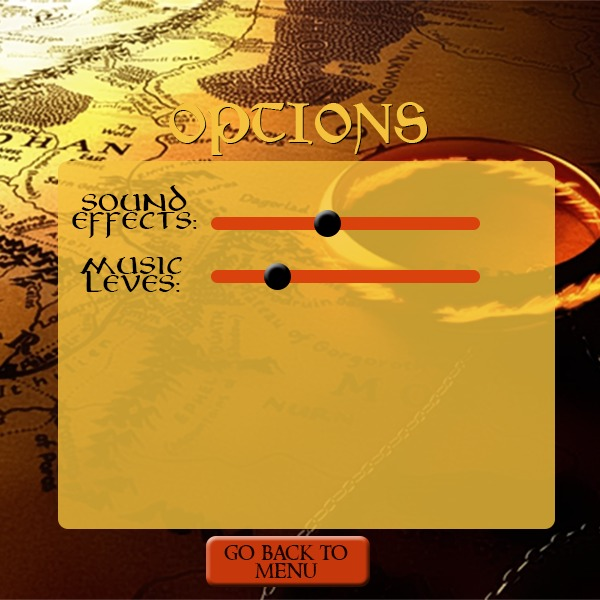 OPTIONS
SOUND
EFFECTS:
MUSIC
LEVES:
GO BACK TO
MENU